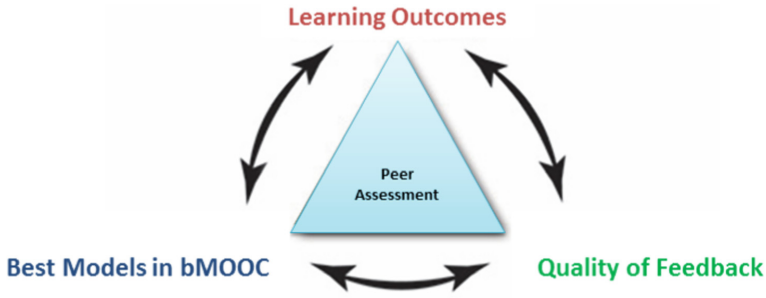 Learning Outcomes
Peer
Assessment
Best Models in bMOOC
Quality of Feedback